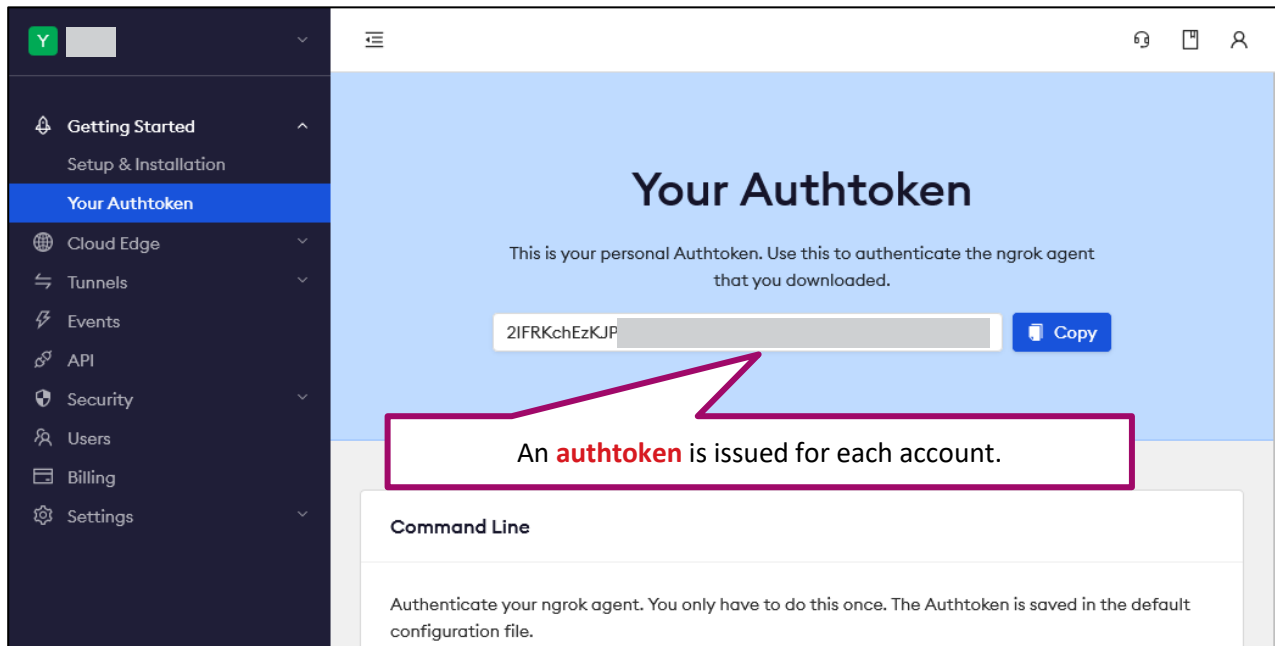 Y
Getting Started
Setup & Installation
Your Authtoken
Cloud Edge
Tunnels
Events
API
Security
Users
Billing
Settings
Your Authtoken
This is your personal Authtoken. Use this to authenticate the ngrok agent
that you downloaded.
2IFRKchEzKJP
Copy
An authtoken is issued for each account.
Command Line
Authenticate your ngrok agent. You only have to do this once. The Authtoken is saved in the default
configuration file.